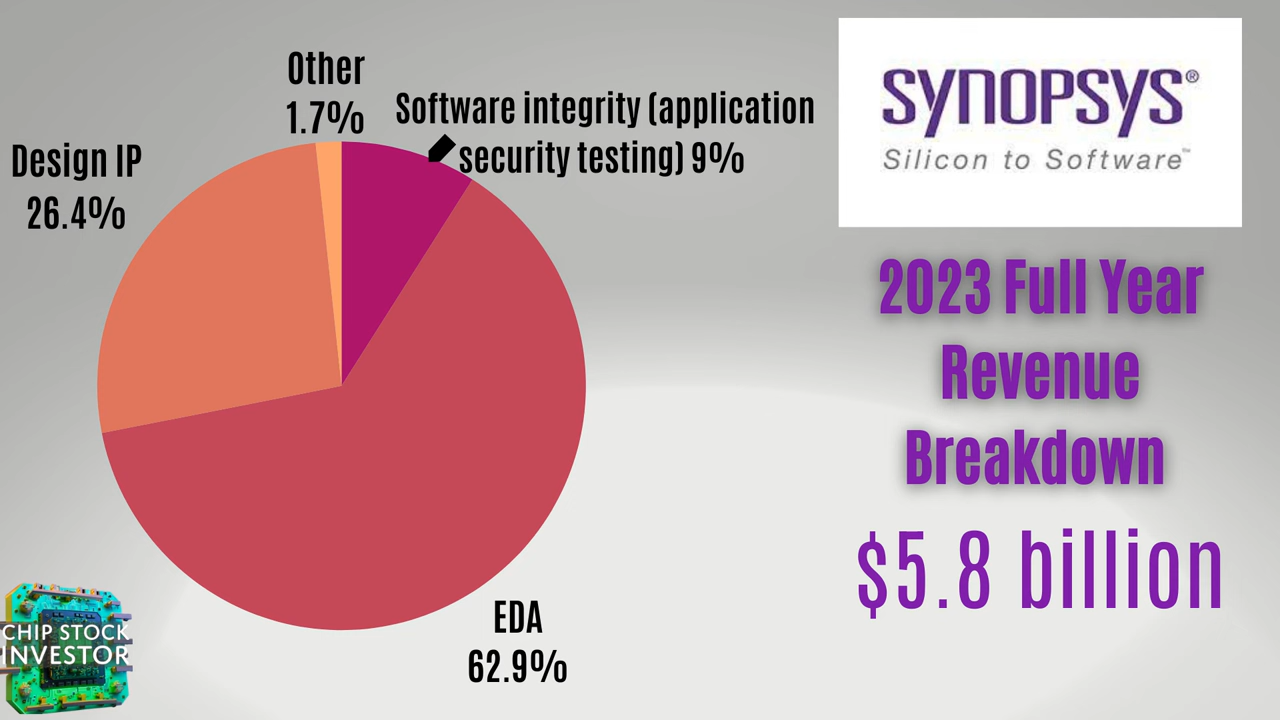 Other
1.7%
Software integrity (application
security testing) 9%
Design IP
26.4%
EDA
62.9%
SYNOPSYS®
Silicon to Software™
2023 Full Year
Revenue
Breakdown
$5.8 billion
CHIP STOCK
INVESTOR